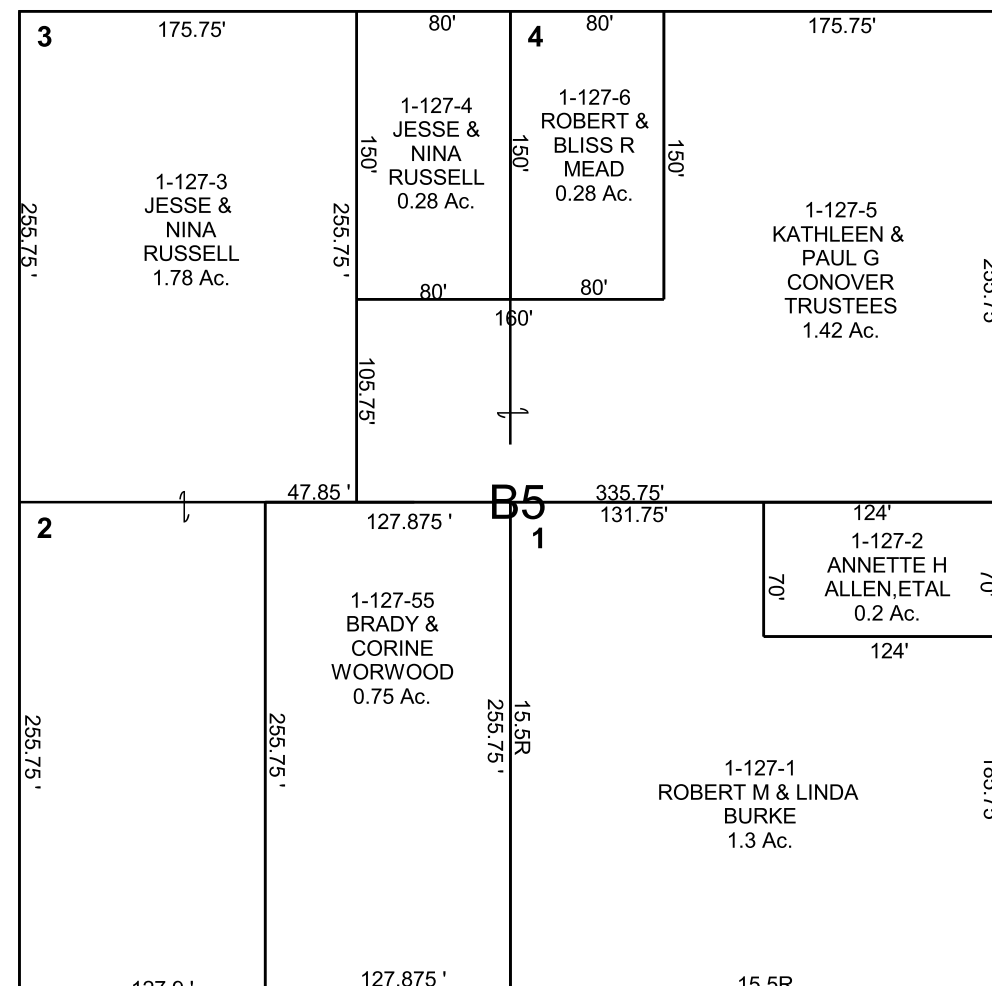 3
175.75'
80'
4
80'
175.75'
1-127-4
JESSE &
NINA
RUSSELL
0.28 Ac.
1-127-6
ROBERT &
BLISS R
MEAD
0.28 Ac.
150'
150'
150'
1-127-3
JESSE &
NINA
RUSSELL
1.78 Ac.
255.75 '
255.75 '
1-127-5
KATHLEEN &
PAUL G
CONOVER
TRUSTEES
1.42 Ac.
80'
80'
160'
105.75'
47.85 '
B5
335.75'
2
127.875 '
1
131.75'
124'
1-127-2
ANNETTE H
ALLEN,ETAL
0.2 Ac.
70'
70'
124'
1-127-55
BRADY &
CORINE
WORWOOD
0.75 Ac.
255.75 '
255.75 '
255.75 '
15.5R
1-127-1
ROBERT M & LINDA
BURKE
1.3 Ac.
127.875 '
15.5R